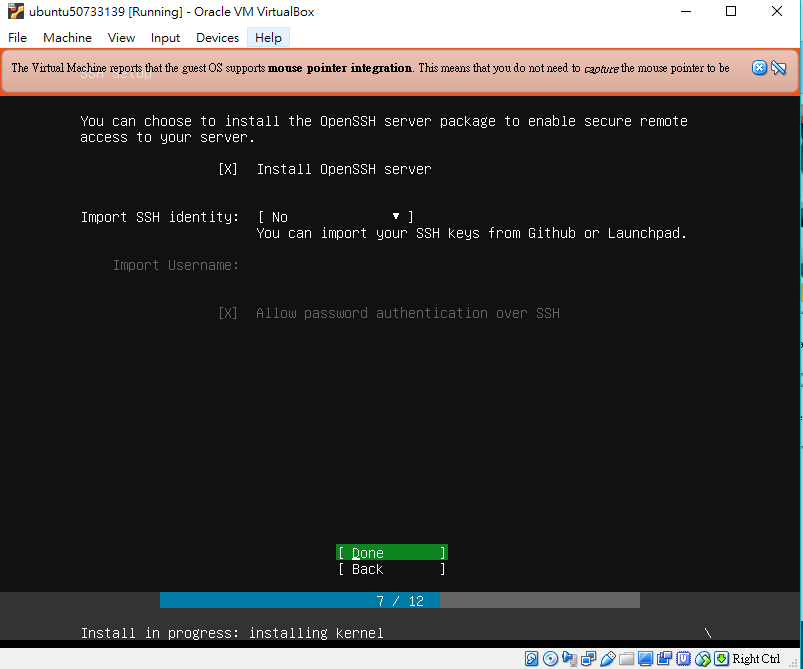 ubuntu50733139 [Running] - Oracle VM VirtualBox
File Machine View Input Devices Help
SSH Setup
The Virtual Machine reports that the guest OS supports mouse pointer integration. This means that you do not need to capture the mouse pointer to be
You can choose to install the OpenSSH server package to enable secure remote
access to your server.
[X] Install OpenSSH server
Import SSH identity: [ No ▾ ]
You can import your SSH keys from Github or Launchpad.
Import Username:
[X] Allow password authentication over SSH
[ Done ]
[ Back ]
7 / 12
Install in progress: installing kernel \
Right Ctrl